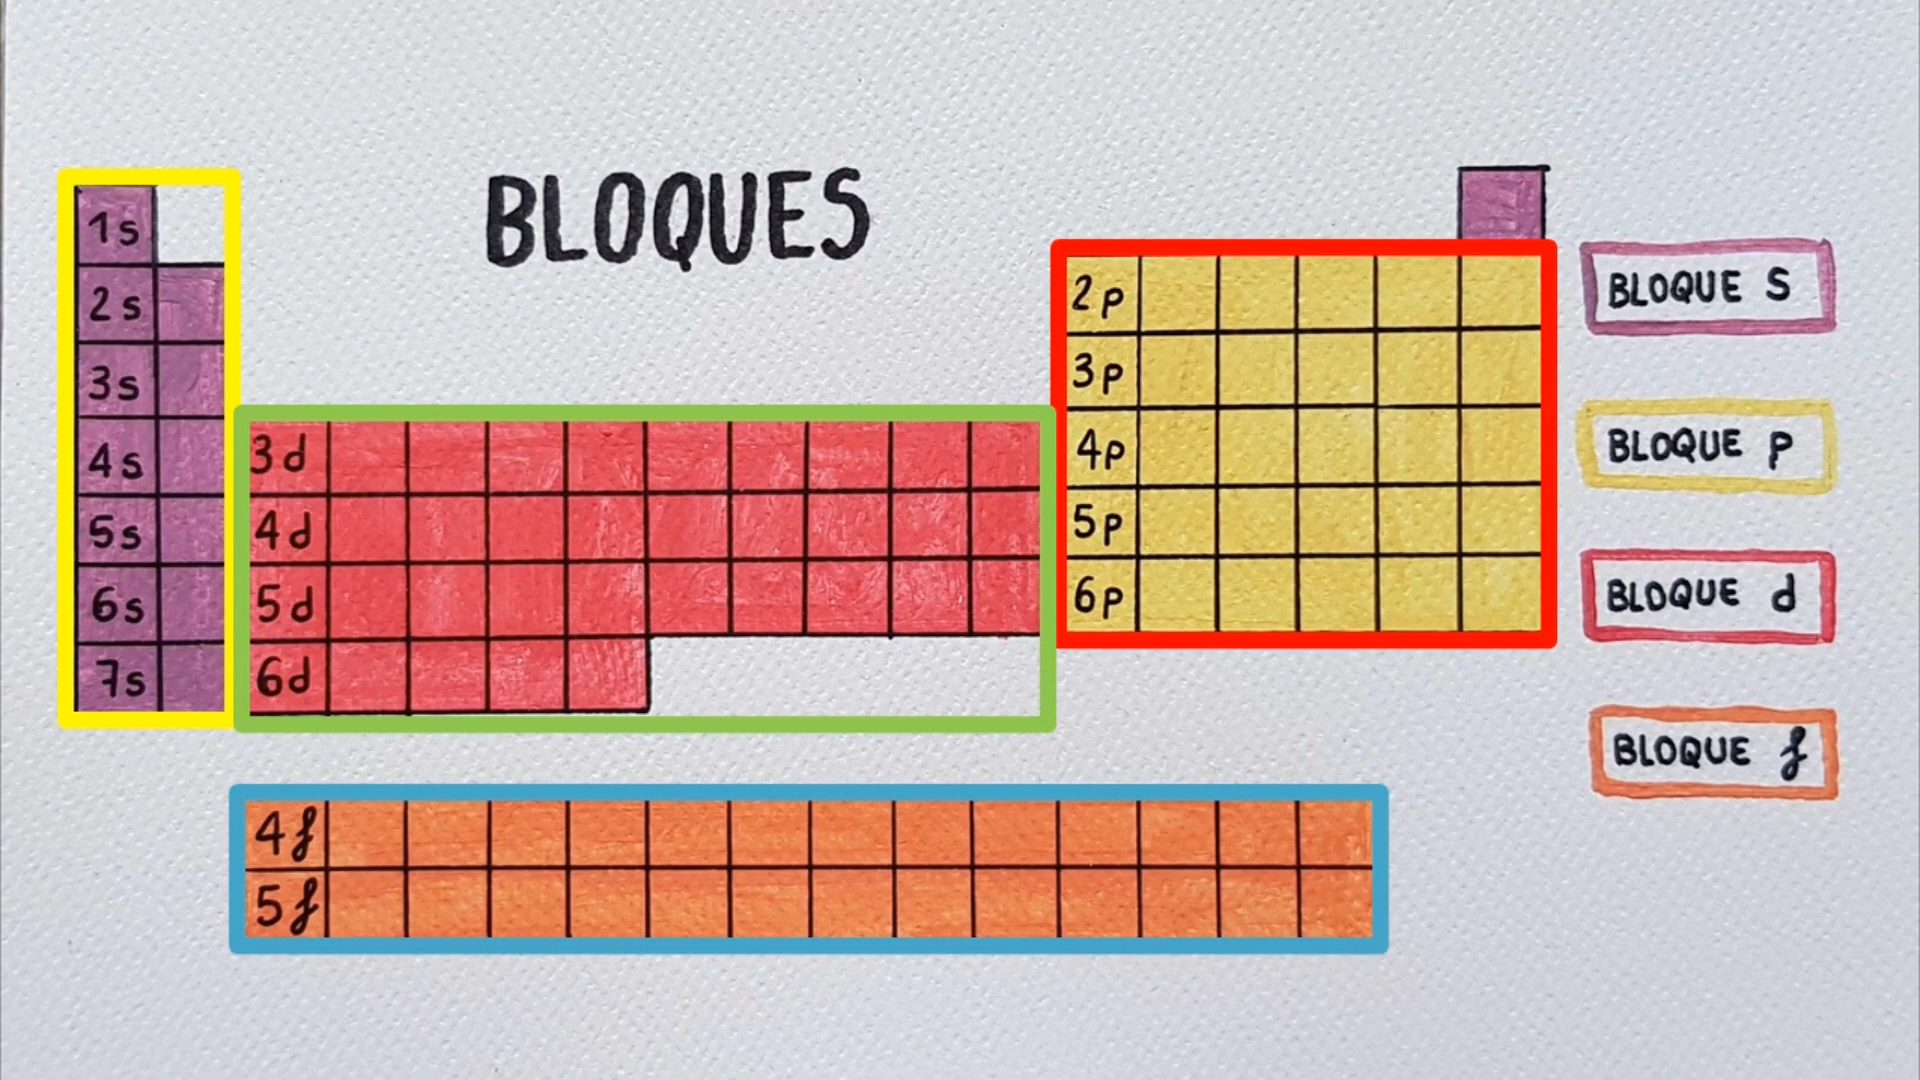 BLOQUES
1s
2s
3s
4s
5s
6s
7s
3d
4d
5d
6d
2p
3p
4p
5p
6p
4f
5f
BLOQUE S
BLOQUE p
BLOQUE d
BLOQUE f